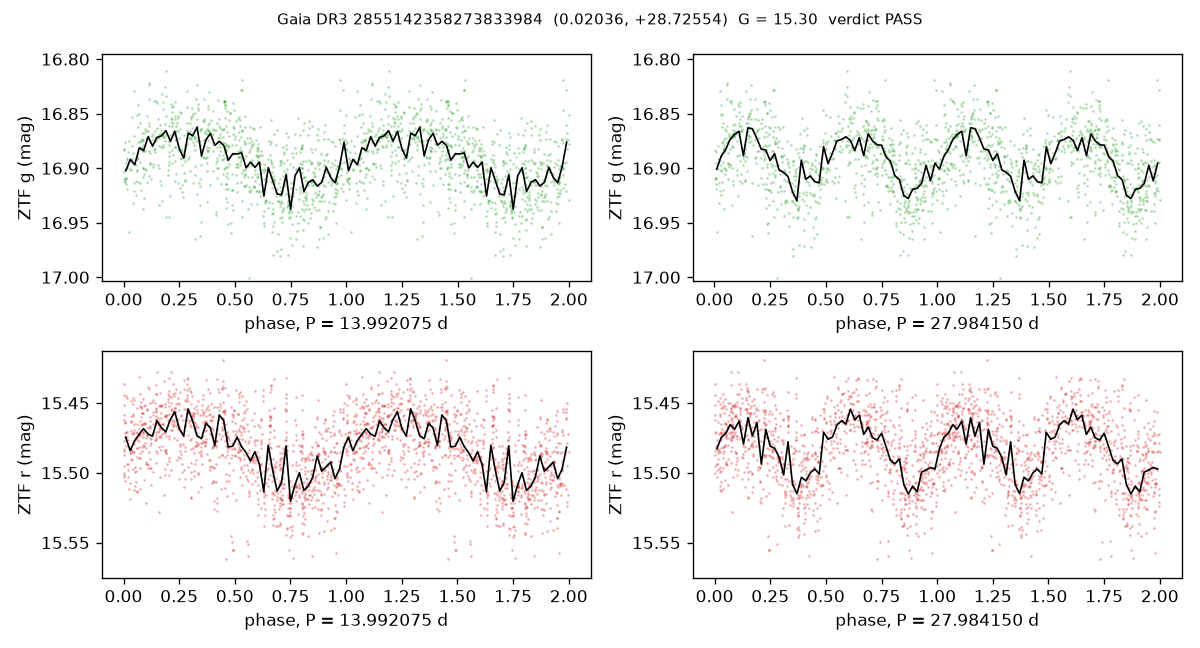 Gaia DR3 2855142358273833984 (0.02036, +28.72554) G = 15.30 verdict PASS
16.80
16.85
16.90
16.95
17.00
ZTF g (mag)
0.00 0.25 0.50 0.75 1.00 1.25 1.50 1.75 2.00
phase, P = 13.992075 d
16.80
16.85
16.90
16.95
17.00
ZTF g (mag)
0.00 0.25 0.50 0.75 1.00 1.25 1.50 1.75 2.00
phase, P = 27.984150 d
15.45
15.50
15.55
ZTF r (mag)
0.00 0.25 0.50 0.75 1.00 1.25 1.50 1.75 2.00
phase, P = 13.992075 d
15.45
15.50
15.55
ZTF r (mag)
0.00 0.25 0.50 0.75 1.00 1.25 1.50 1.75 2.00
phase, P = 27.984150 d